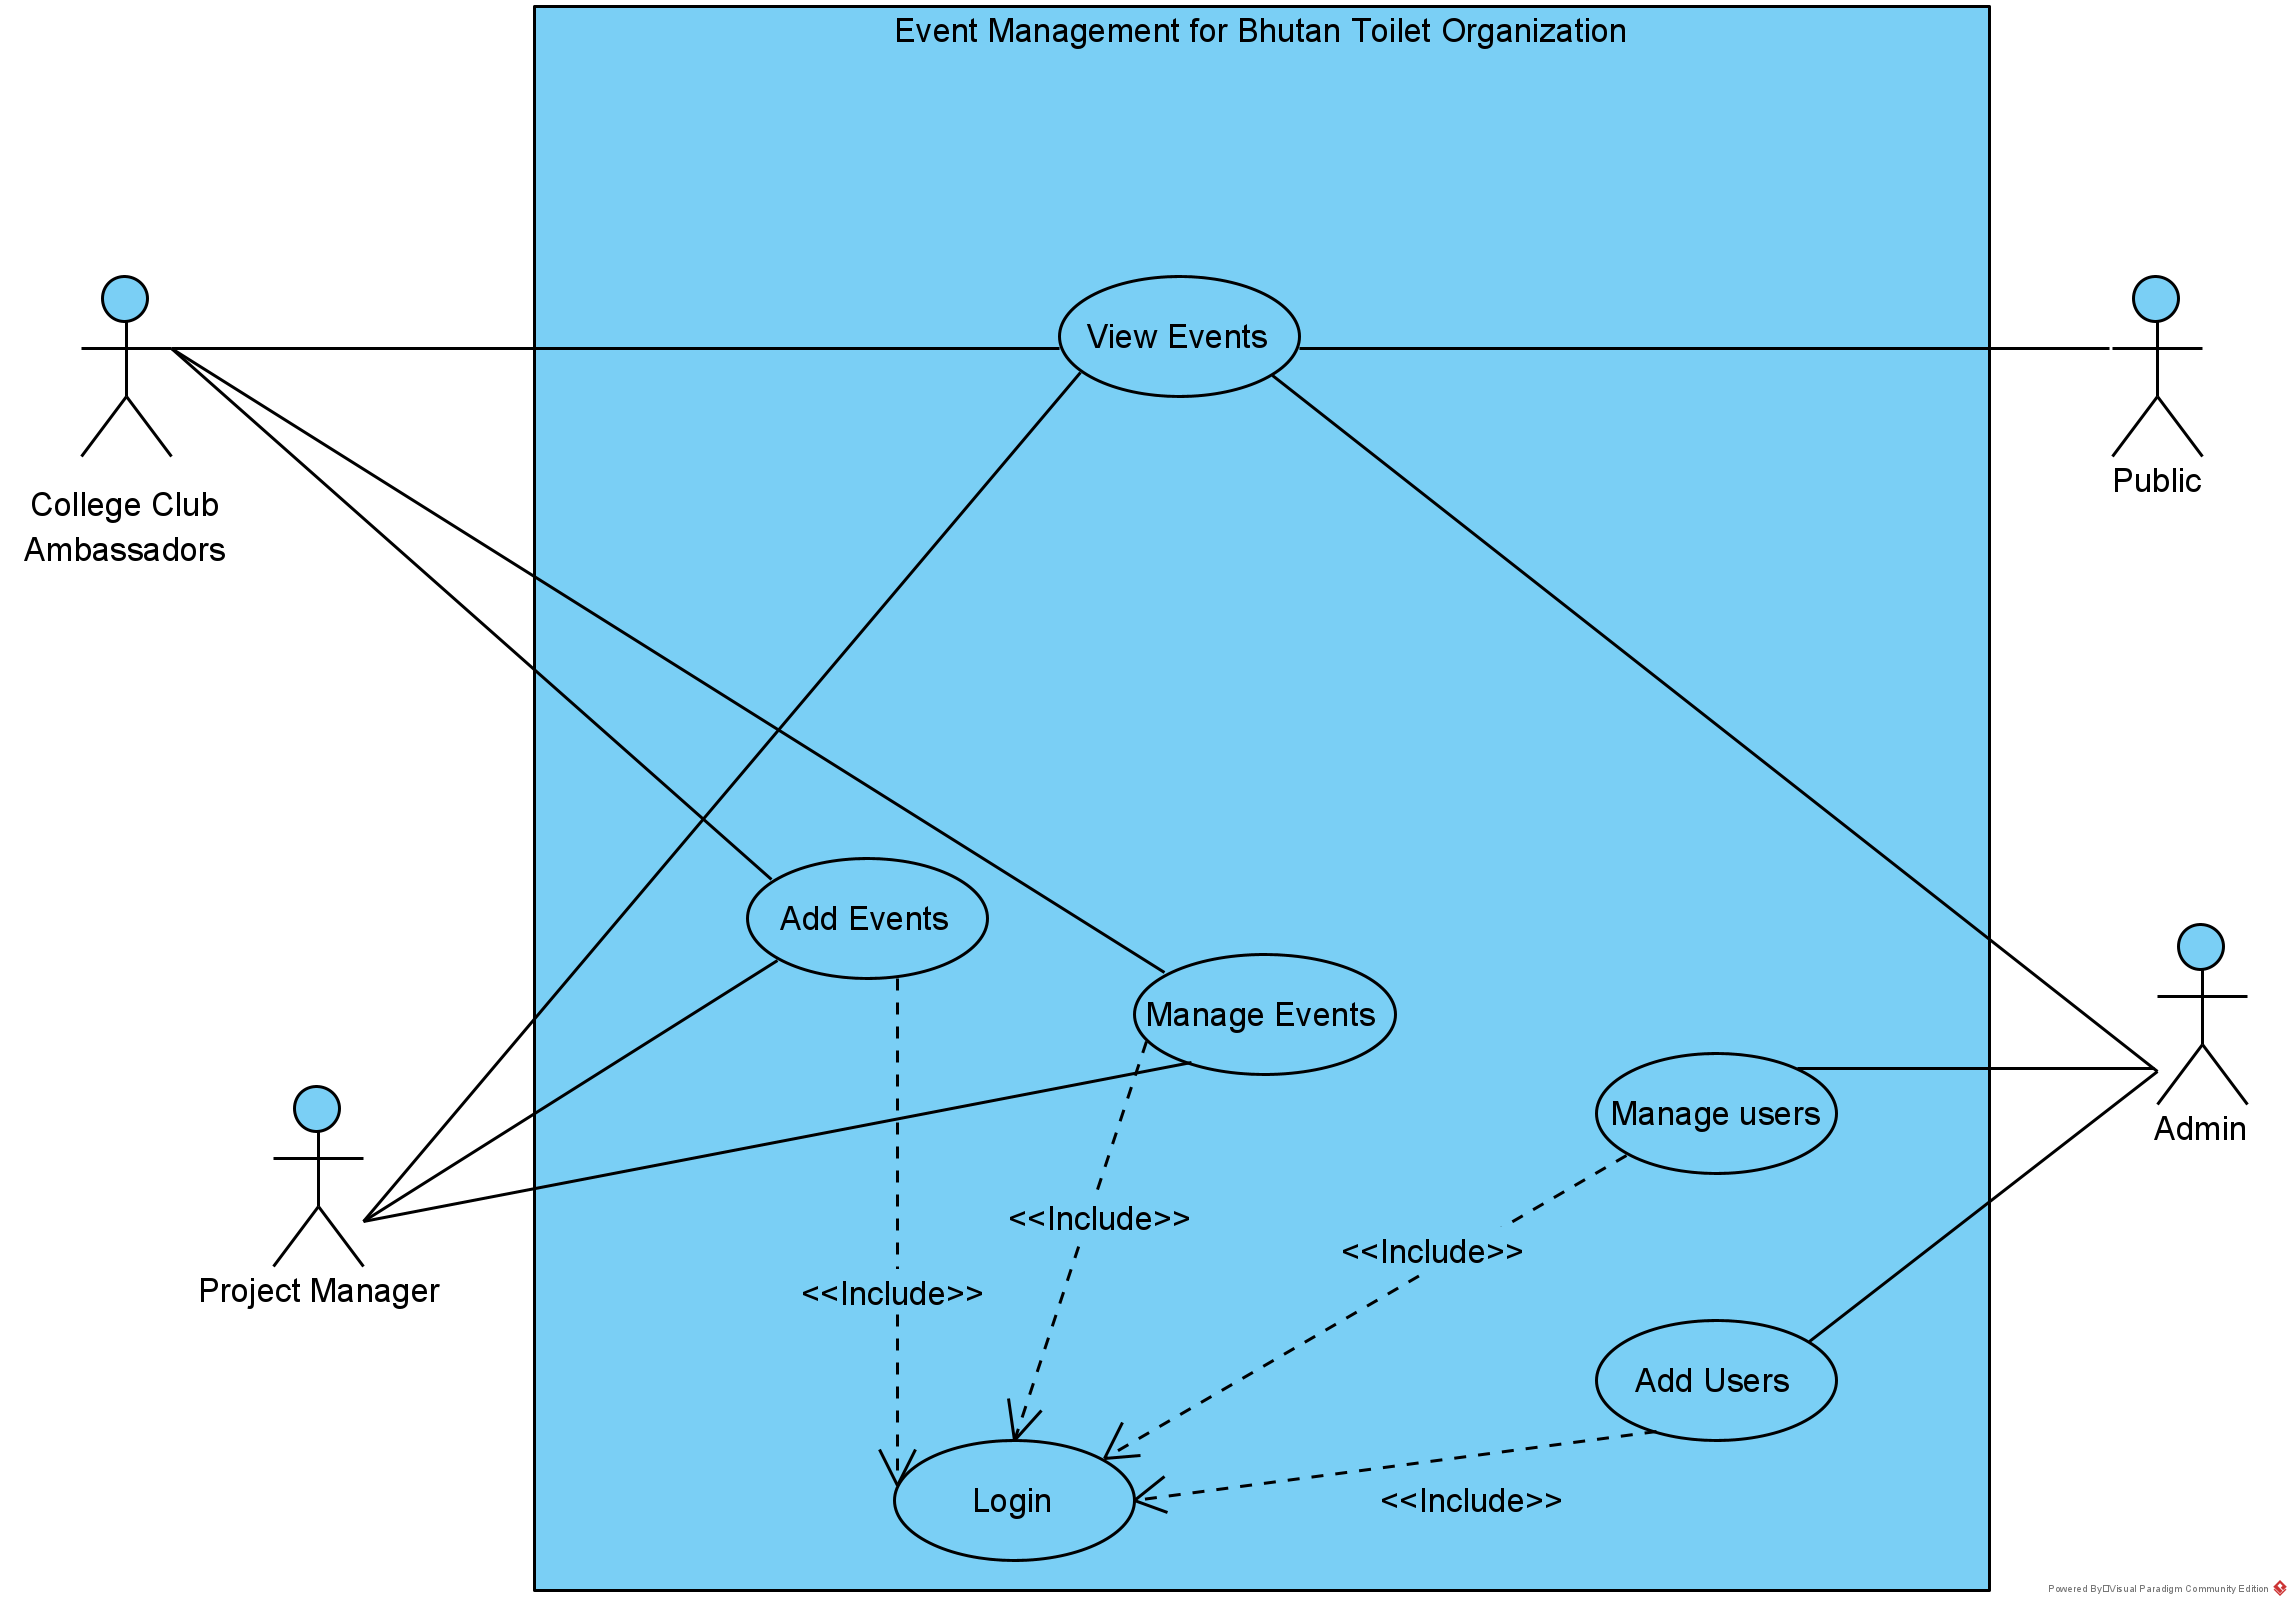 Event Management for Bhutan Toilet Organization
View Events
College Club
Ambassadors
Public
Add Events
Manage Events
Manage users
Admin
Project Manager
<<Include>>
<<Include>>
<<Include>>
Add Users
Login
<<Include>>
Powered By□Visual Paradigm Community Edition